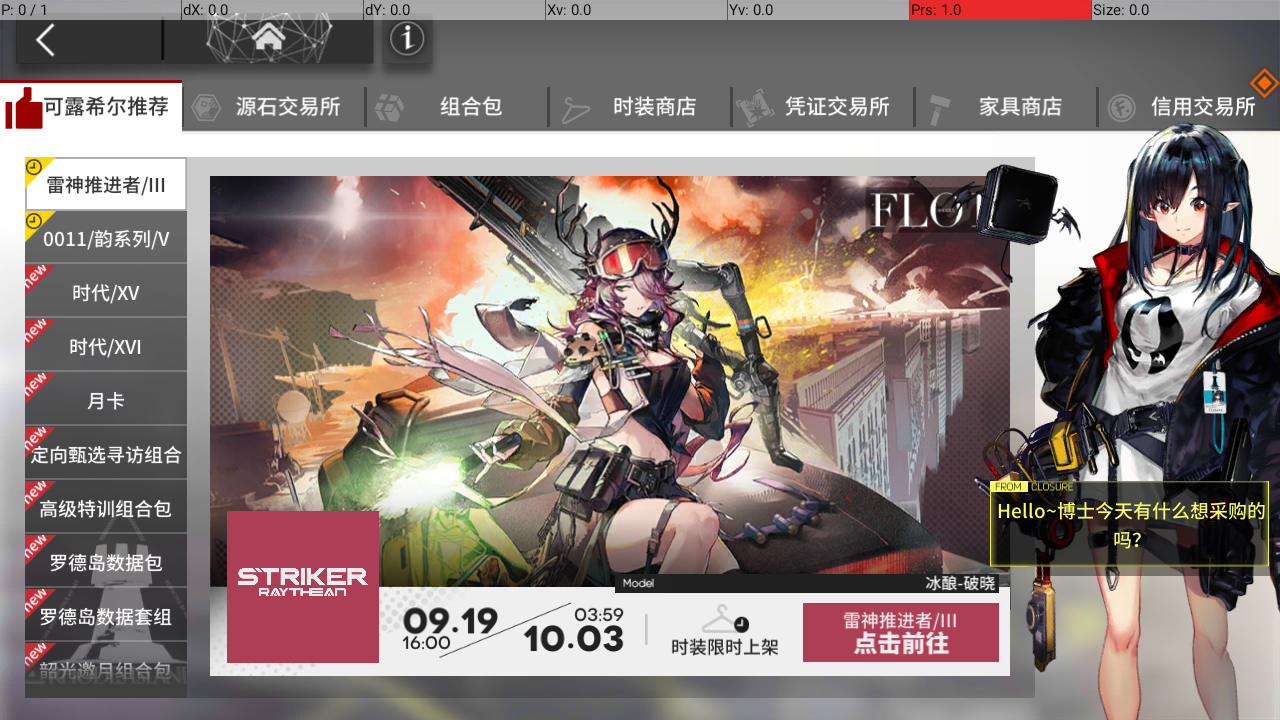 P: 0 / 1
dX: 0.0
dY: 0.0
Xv: 0.0
Yv: 0.0
Prs: 1.0
Size: 0.0
可露希尔推荐
源石交易所
组合包
时装商店
凭证交易所
家具商店
信用交易所
雷神推进者/III
0011/韵系列/V
new
时代/XV
new
时代/XVI
new
月卡
new
定向甄选寻访组合
new
高级特训组合包
new
罗德岛数据包
new
罗德岛数据套组
new
韶光邀月组合包
FLO
STRIKER
RAYTHEAN
Model
冰酿-破晓
09.19
16:00
03:59
10.03
时装限时上架
雷神推进者/III
点击前往
FROM CLOSURE
Hello~博士今天有什么想采购的
吗?